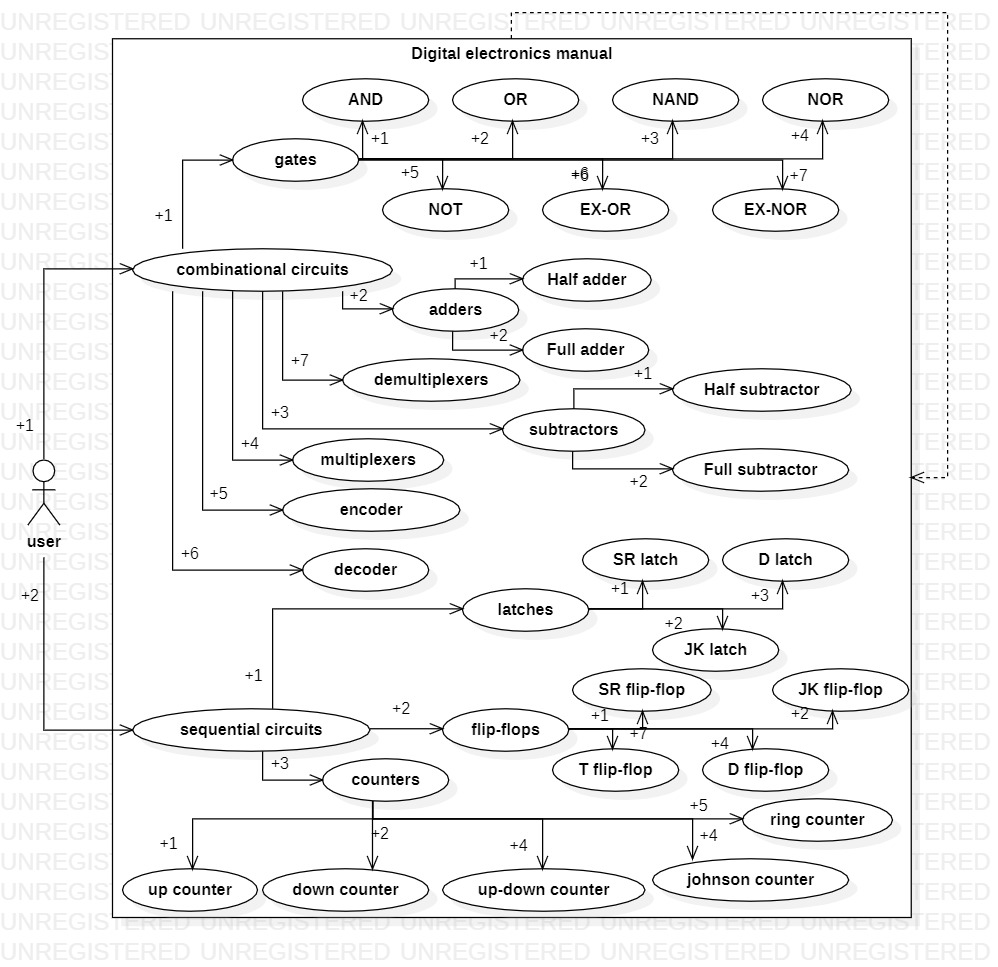 Digital electronics manual
AND
OR
NAND
NOR
+1
+2
+3
+4
gates
+5
+6
+7
NOT
EX-OR
EX-NOR
+1
combinational circuits
+1
Half adder
+2
adders
+2
Full adder
+7
demultiplexers
+1
Half subtractor
+3
subtractors
+1
+4
multiplexers
Full subtractor
+2
+5
encoder
user
+6
decoder
SR latch
D latch
+2
+1
+3
latches
+2
JK latch
+1
SR flip-flop
JK flip-flop
+2
+1
+2
sequential circuits
flip-flops
+7
+4
+3
counters
T flip-flop
D flip-flop
+5
ring counter
+1
+2
+4
+4
up counter
down counter
up-down counter
johnson counter
UNREGISTERED UNREGISTERED UNREGISTERED UNREGISTERED UNREGISTERED